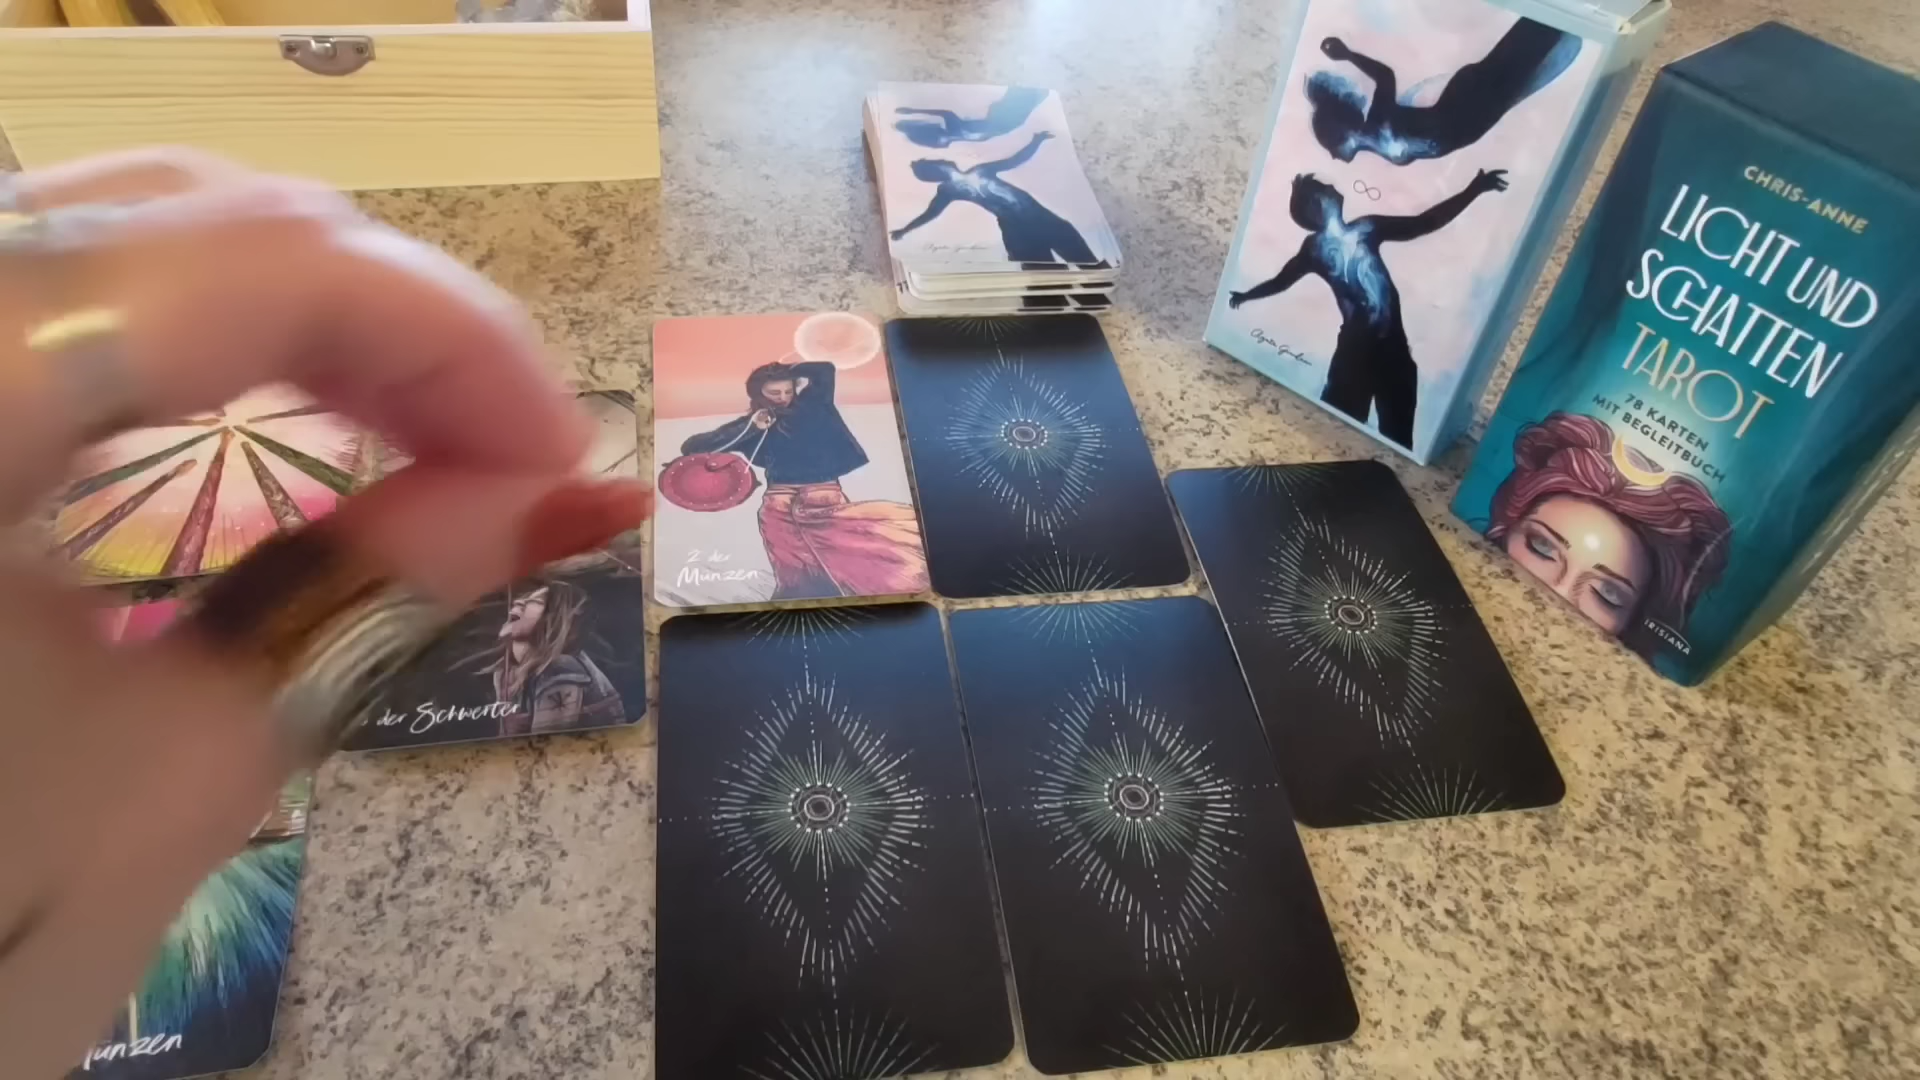 CHRIS-ANNE
LICHT UND
SCHATTEN
TAROT
78 KARTEN
MIT BEGLEITBUCH
IRISIANA
2 der
Münzen
der Schwerter
Münzen